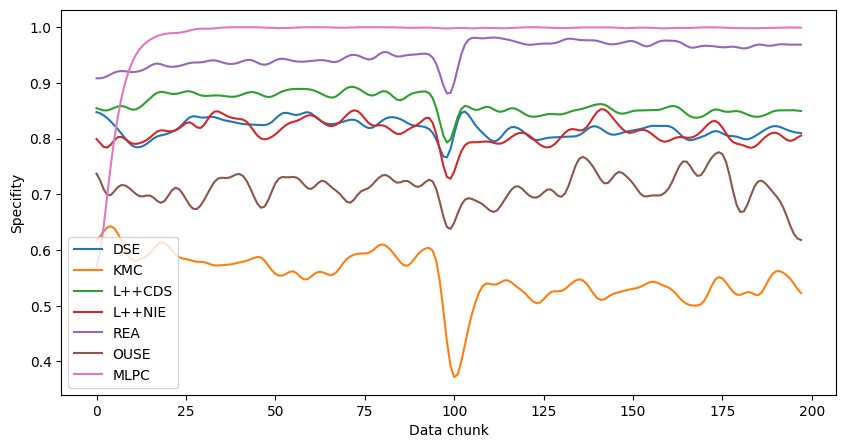 1.0
0.9
0.8
0.7
0.6
0.5
0.4
Specifity
DSE
KMC
L++CDS
L++NIE
REA
OUSE
MLPC
0 25 50 75 100 125 150 175 200
Data chunk